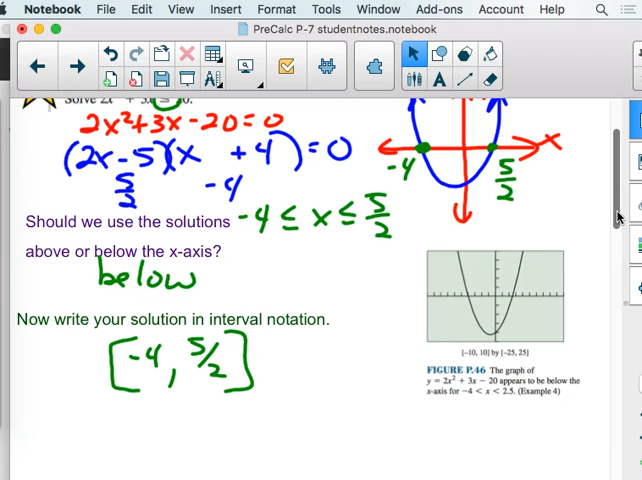 Notebook File Edit View Insert Format Tools Window Add-ons Account Help
PreCalc P-7 studentnotes.notebook
2x²+3x-20=0
(2x-5)(x +4)=0
5/2 -4
x
-4 5/2
Should we use the solutions
above or below the x-axis?
-4 ≤ x ≤ 5/2
below
Now write your solution in interval notation.
[-4, 5/2]
[-10, 10] by [-25, 25]
FIGURE P.46 The graph of
y = 2x² + 3x − 20 appears to be below the
x-axis for −4 < x < 2.5. (Example 4)